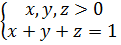 x, y, z > 0
x + y + z = 1